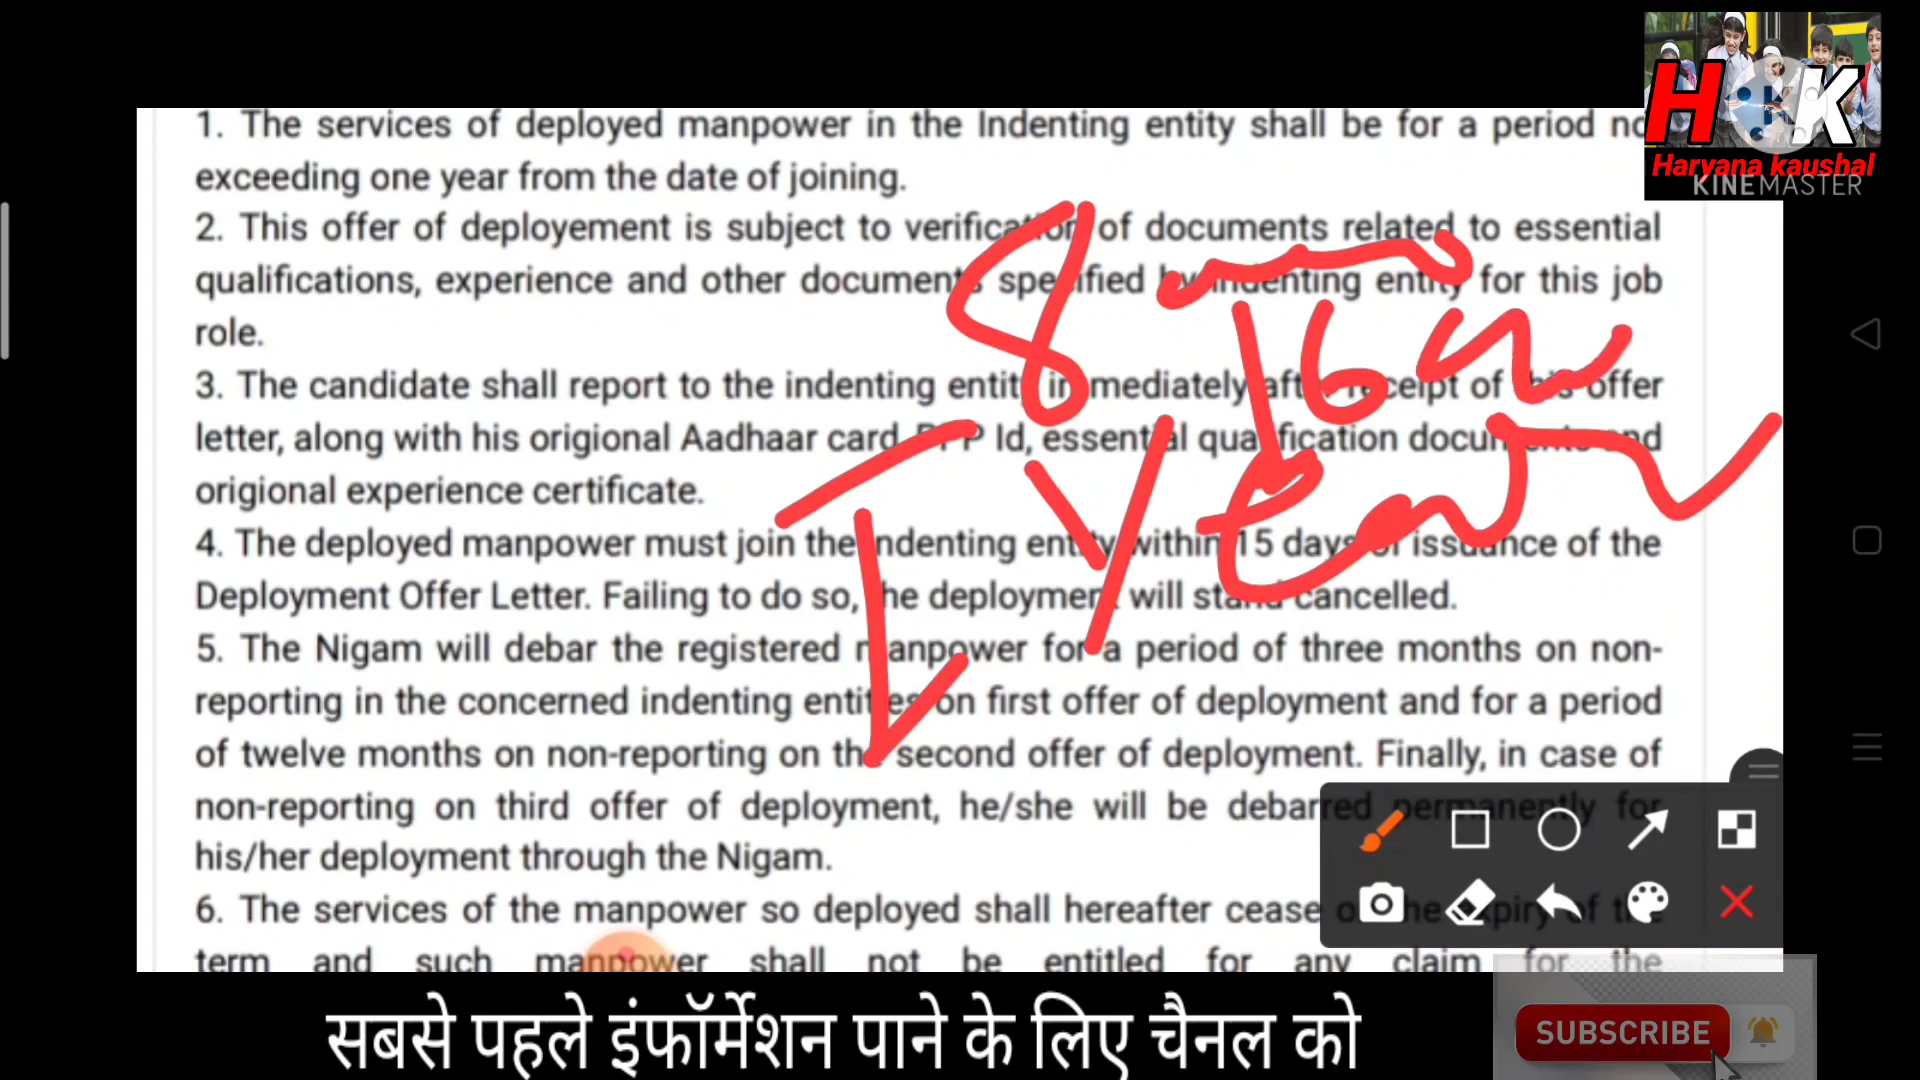 H K
Haryana kaushal
KINEMASTER
1. The services of deployed manpower in the Indenting entity shall be for a period
exceeding one year from the date of joining.
2. This offer of deployement is subject to verification of documents related to essential
qualifications, experience and other documents specified by indenting entity for this job
role.
3. The candidate shall report to the indenting entity immediately after receipt of this offer
letter, along with his origional Aadhaar card, PPP Id, essential qualification documents and
origional experience certificate.
4. The deployed manpower must join the indenting entity within 15 days of issuance of the
Deployment Offer Letter. Failing to do so, the deployment will stand cancelled.
5. The Nigam will debar the registered manpower for a period of three months on non-
reporting in the concerned indenting entities on first offer of deployment and for a period
of twelve months on non-reporting on the second offer of deployment. Finally, in case of
non-reporting on third offer of deployment, he/she will be debarred permanently for
his/her deployment through the Nigam.
6. The services of the manpower so deployed shall hereafter cease on the expiry of the
term and such manpower shall not be entitled for any claim for the
8
1 year
सबसे पहले इंफॉर्मेशन पाने के लिए चैनल को
SUBSCRIBE